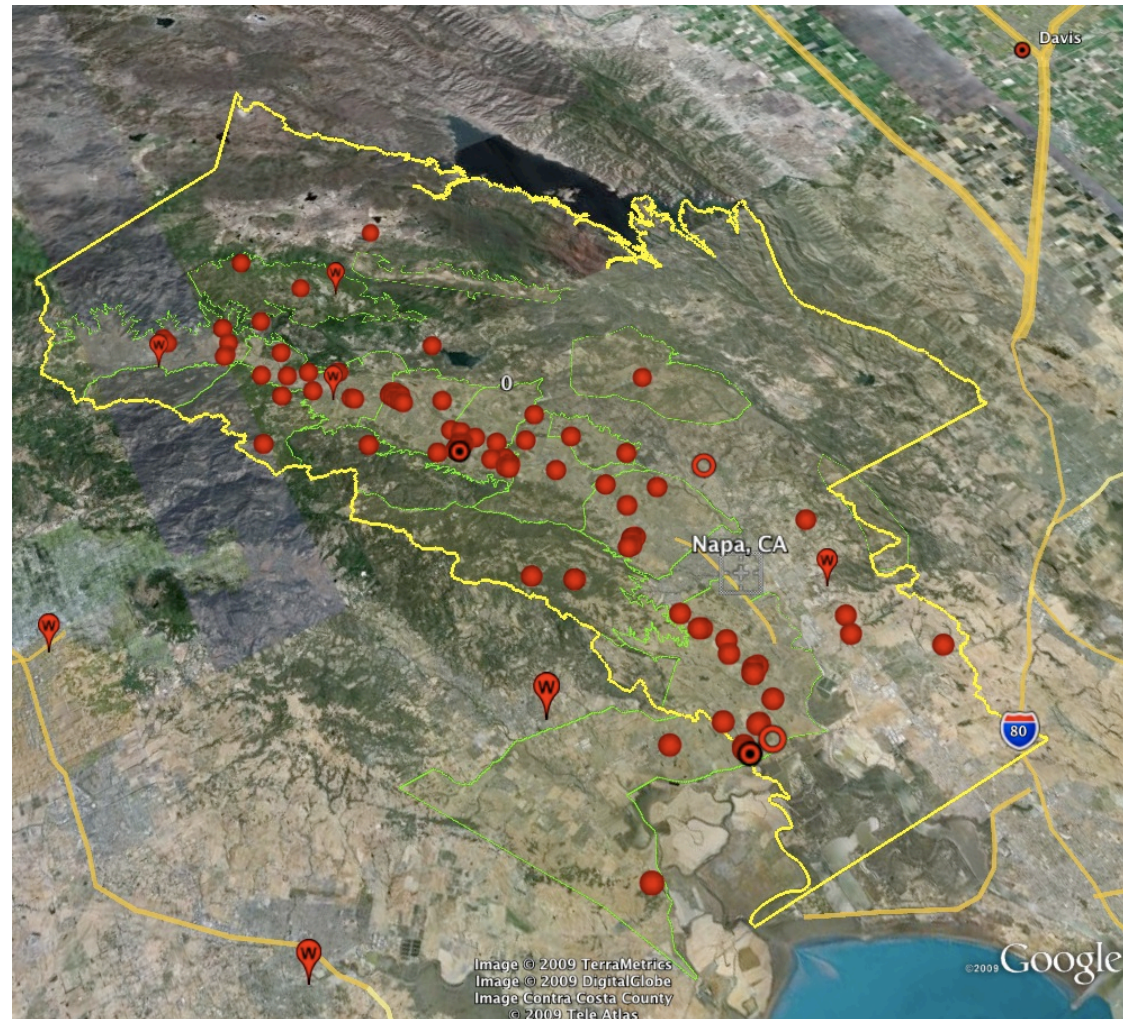 Davis
W
W
W
0
Napa, CA
W
W
W
80
W
Image © 2009 TerraMetrics
Image © 2009 DigitalGlobe
Image Contra Costa County
© 2009 Tele Atlas
©2009 Google